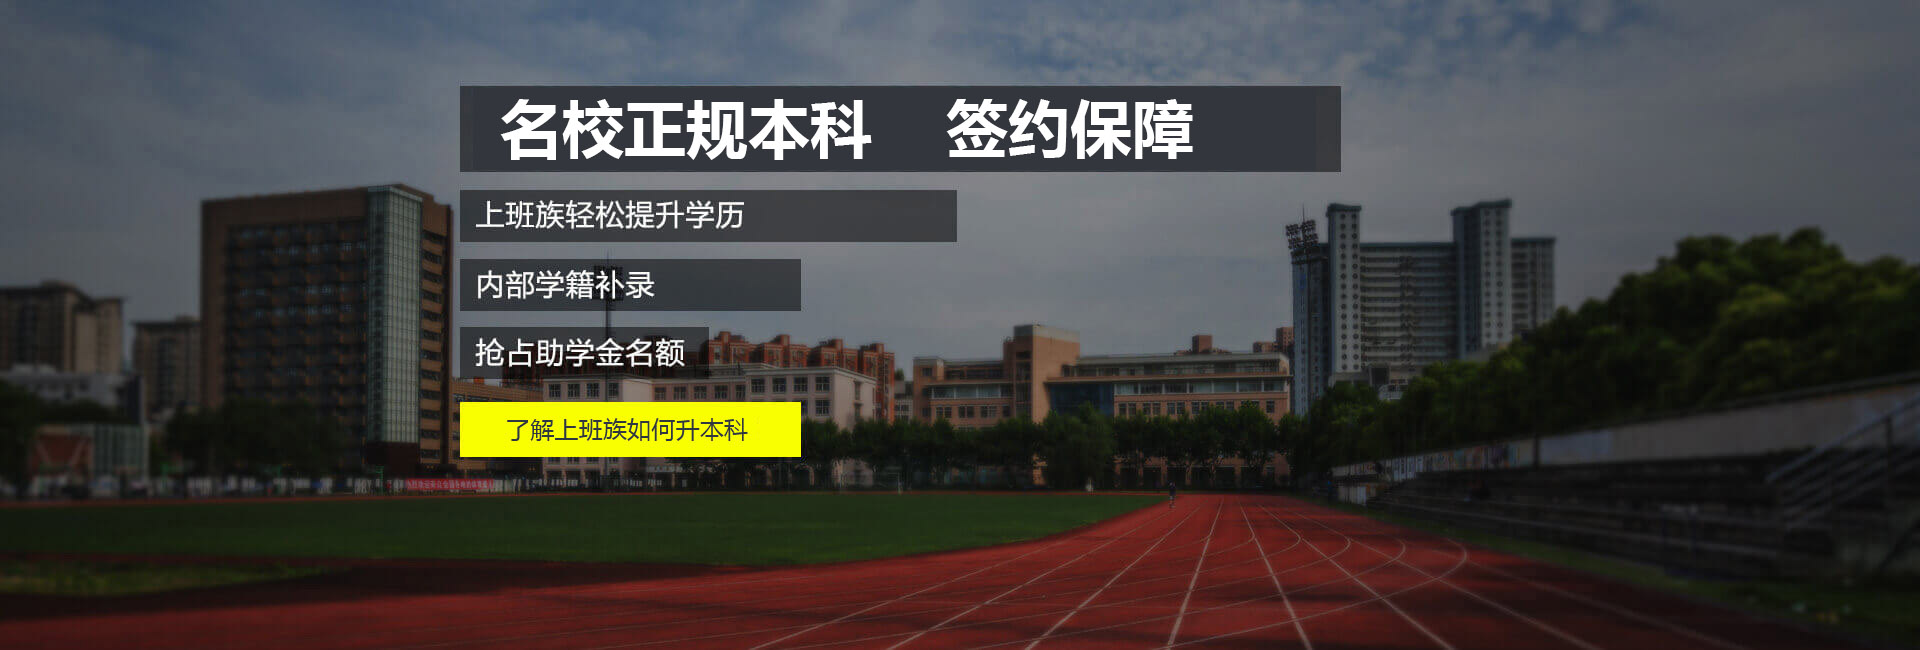 名校正规本科 签约保障
上班族轻松提升学历
内部学籍补录
抢占助学金名额
了解上班族如何升本科